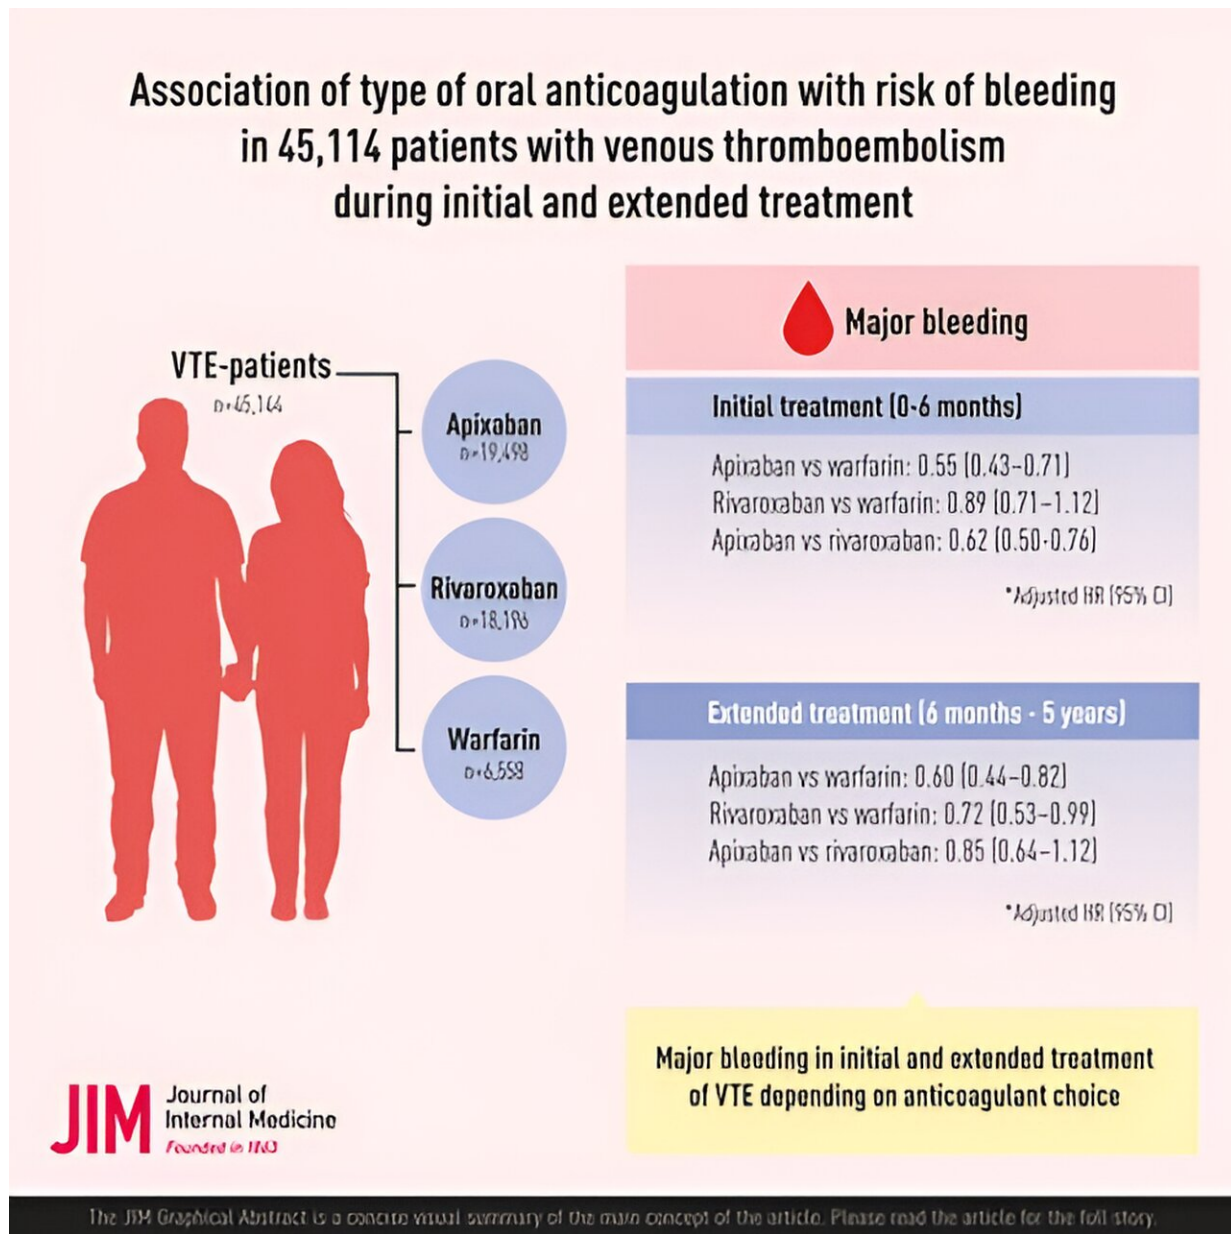 Association of type of oral anticoagulation with risk of bleeding
in 45,114 patients with venous thromboembolism
during initial and extended treatment
VTE-patients
Apixaban
Rivaroxaban
Warfarin
Major bleeding
Initial treatment (0-6 months)
Apixaban vs warfarin: 0.55 (0.43–0.71)
Rivaroxaban vs warfarin: 0.89 (0.71–1.12)
Apixaban vs rivaroxaban: 0.62 (0.50-0.76)
*Adjusted HR (95% CI)
Extended treatment (6 months - 5 years)
Apixaban vs warfarin: 0.60 (0.44–0.82)
Rivaroxaban vs warfarin: 0.72 (0.53–0.99)
Apixaban vs rivaroxaban: 0.85 (0.64–1.12)
*Adjusted HR (95% CI)
Major bleeding in initial and extended treatment
of VTE depending on anticoagulant choice
JIM
Journal of
Internal Medicine
Founded in
The JIM Graphical Abstract is a concise visual summary of the main concept of the article. Please read the article for the full story.